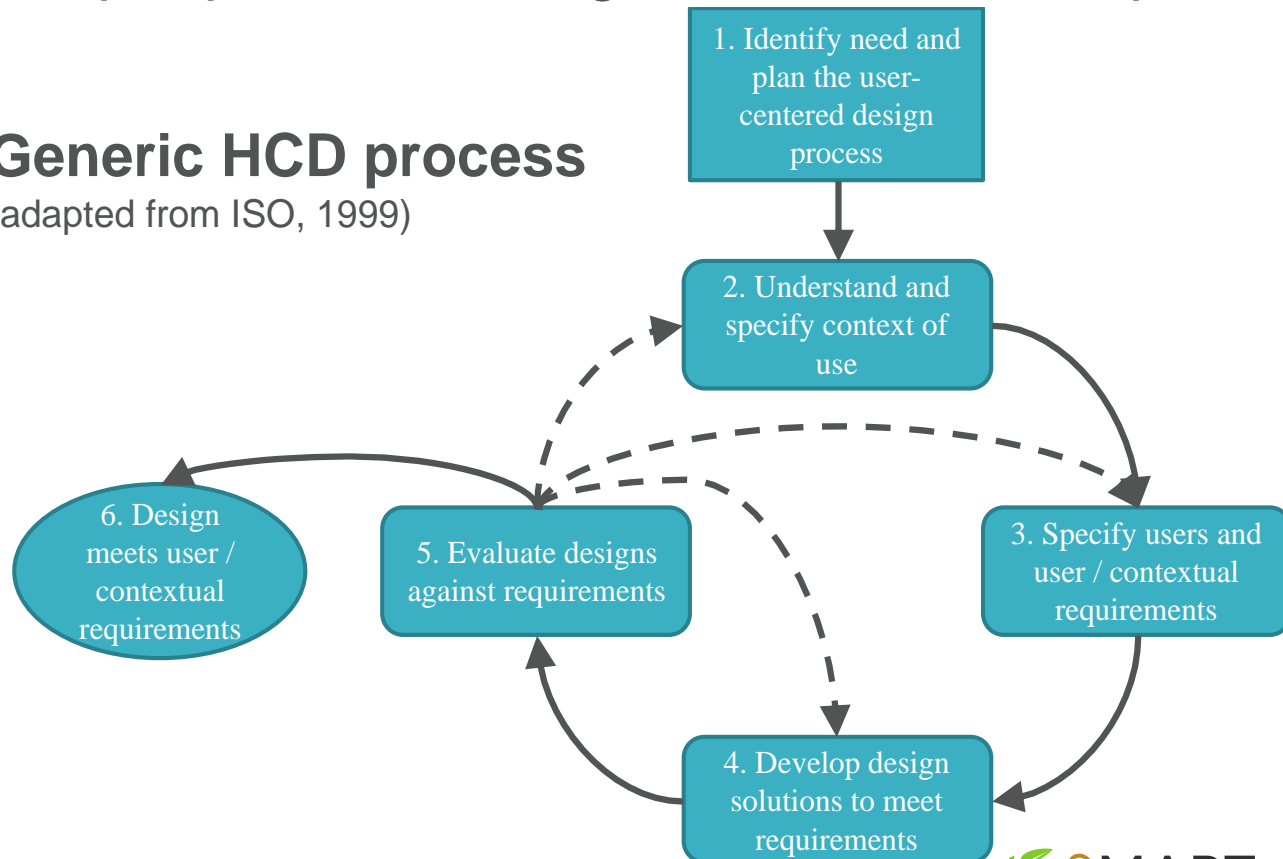 1. Identify need and
plan the user-
centered design
process
Generic HCD process
adapted from ISO, 1999)
2. Understand and
specify context of
use
6. Design
meets user /
contextual
requirements
5. Evaluate designs
against requirements
3. Specify users and
user / contextual
requirements
4. Develop design
solutions to meet
requirements